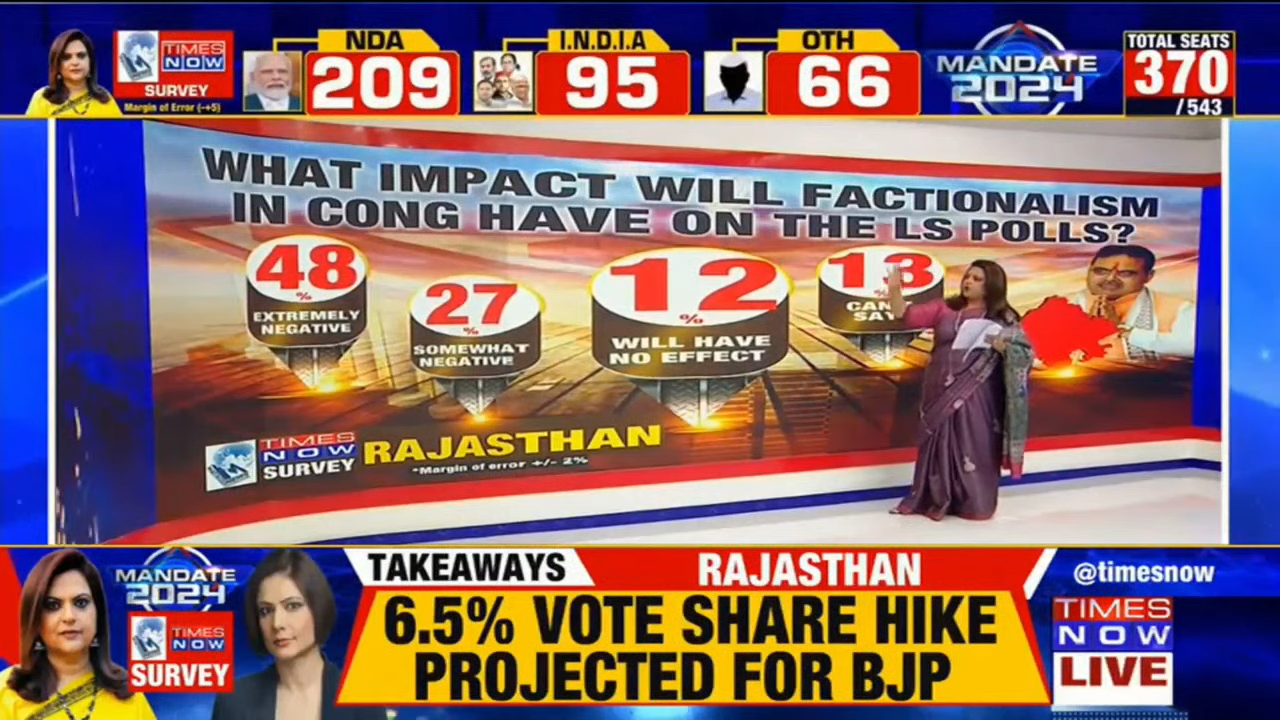 TIMES
NOW
SURVEY
Margin of Error (-+5)
NDA
209
I.N.D.I.A
95
OTH
66
MANDATE
2024
TOTAL SEATS
370
/543
WHAT IMPACT WILL FACTIONALISM
IN CONG HAVE ON THE LS POLLS?
48
%
EXTREMELY
NEGATIVE
27
%
SOMEWHAT
NEGATIVE
12
%
WILL HAVE
NO EFFECT
13
%
CAN'T
SAY
TIMES
NOW
SURVEY
RAJASTHAN
*Margin of error +/- 2%
MANDATE
2024
TIMES
NOW
SURVEY
TAKEAWAYS
RAJASTHAN
6.5% VOTE SHARE HIKE
PROJECTED FOR BJP
@timesnow
TIMES
NOW
LIVE